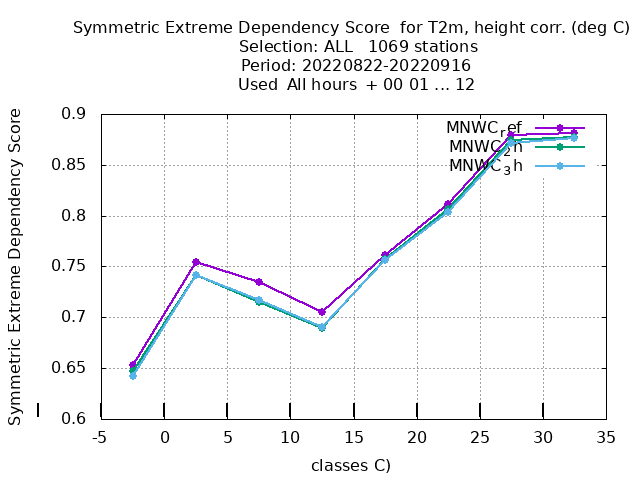 Symmetric Extreme Dependency Score for T2m, height corr. (deg C)
Selection: ALL 1069 stations
Period: 20220822-20220916
Used All hours + 00 01 ... 12
Symmetric Extreme Dependency Score
0.9
0.85
0.8
0.75
0.7
0.65
0.6
MNWC_ref
MNWC_2h
MNWC_3h
-5 0 5 10 15 20 25 30 35
classes C)